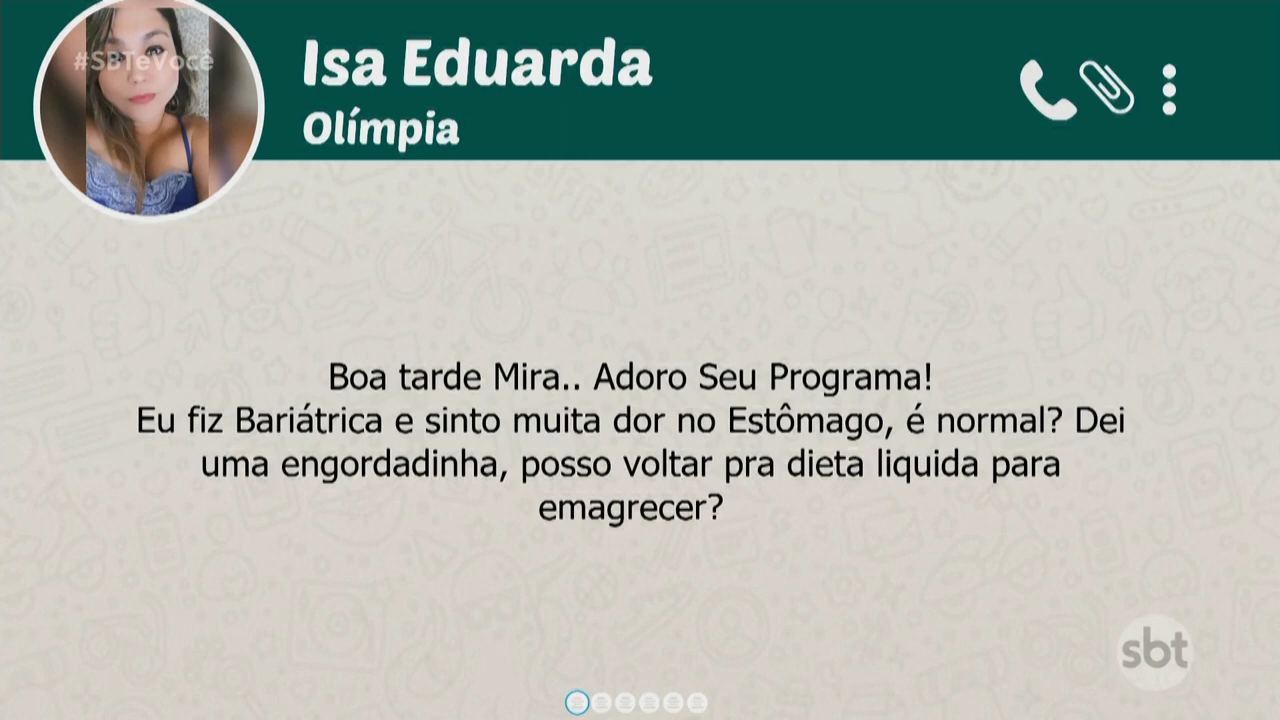 #SBTeVocê
Isa Eduarda
Olímpia
Boa tarde Mira.. Adoro Seu Programa!
Eu fiz Bariátrica e sinto muita dor no Estômago, é normal? Dei
uma engordadinha, posso voltar pra dieta liquida para
emagrecer?
sbt